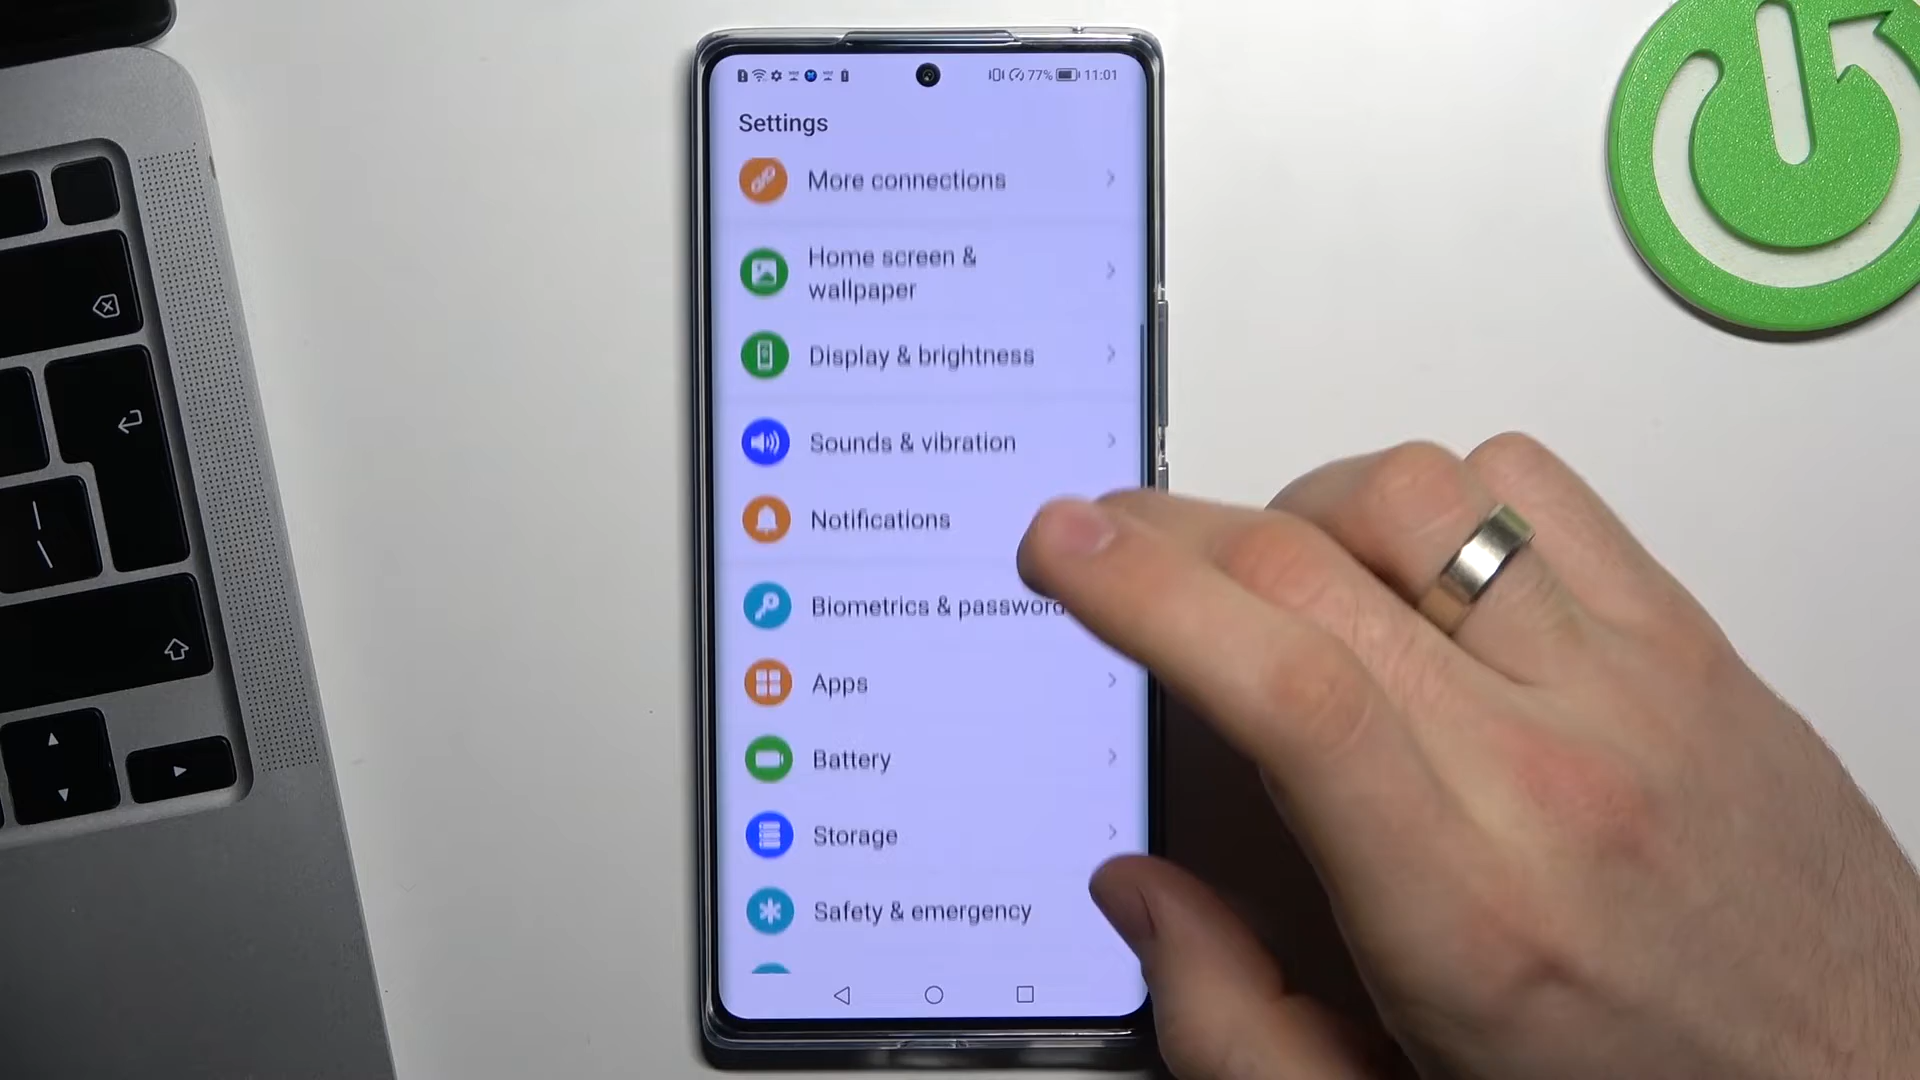 77% 11:01
Settings
More connections
Home screen &
wallpaper
Display & brightness
Sounds & vibration
Notifications
Biometrics & password
Apps
Battery
Storage
Safety & emergency